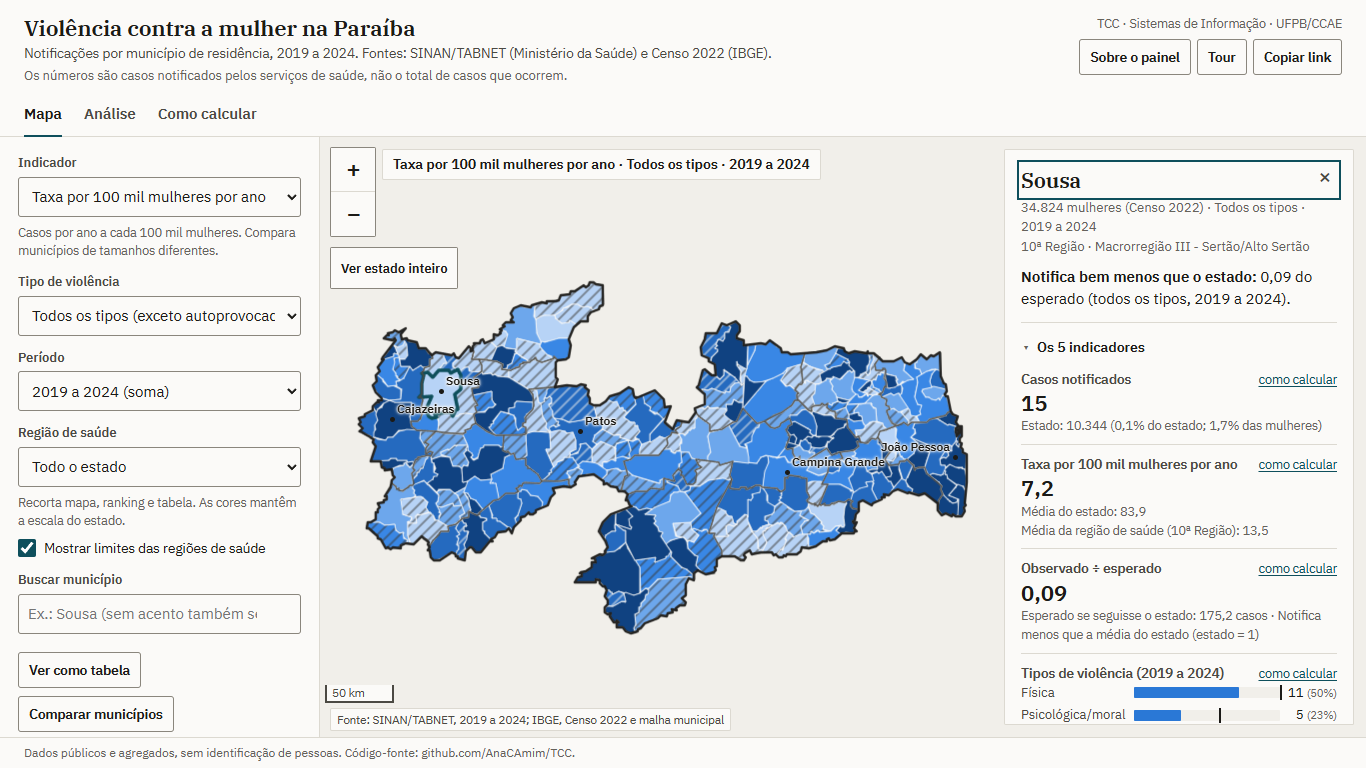 Violência contra a mulher na Paraíba
Notificações por município de residência, 2019 a 2024. Fontes: SINAN/TABNET (Ministério da Saúde) e Censo 2022 (IBGE).
Os números são casos notificados pelos serviços de saúde, não o total de casos que ocorrem.
TCC · Sistemas de Informação · UFPB/CCAE
Sobre o painel
Tour
Copiar link
Mapa
Análise
Como calcular
Indicador
Taxa por 100 mil mulheres por ano
Casos por ano a cada 100 mil mulheres. Compara
municípios de tamanhos diferentes.
Tipo de violência
Todos os tipos (exceto autoprovocac
Período
2019 a 2024 (soma)
Região de saúde
Todo o estado
Recorta mapa, ranking e tabela. As cores mantêm
a escala do estado.
Mostrar limites das regiões de saúde
Buscar município
Ex.: Sousa (sem acento também se
Ver como tabela
Comparar municípios
+
−
Taxa por 100 mil mulheres por ano · Todos os tipos · 2019 a 2024
Ver estado inteiro
Sousa
Cajazeiras
Patos
João Pessoa
Campina Grande
50 km
Fonte: SINAN/TABNET, 2019 a 2024; IBGE, Censo 2022 e malha municipal
Sousa
×
34.824 mulheres (Censo 2022) · Todos os tipos ·
2019 a 2024
10ª Região · Macrorregião III - Sertão/Alto Sertão
Notifica bem menos que o estado: 0,09 do
esperado (todos os tipos, 2019 a 2024).
Os 5 indicadores
Casos notificados
como calcular
15
Estado: 10.344 (0,1% do estado; 1,7% das mulheres)
Taxa por 100 mil mulheres por ano
como calcular
7,2
Média do estado: 83,9
Média da região de saúde (10ª Região): 13,5
Observado ÷ esperado
como calcular
0,09
Esperado se seguisse o estado: 175,2 casos · Notifica
menos que a média do estado (estado = 1)
Tipos de violência (2019 a 2024)
como calcular
Física
11 (50%)
Psicológica/moral
5 (23%)
Dados públicos e agregados, sem identificação de pessoas. Código-fonte: github.com/AnaCAmim/TCC.